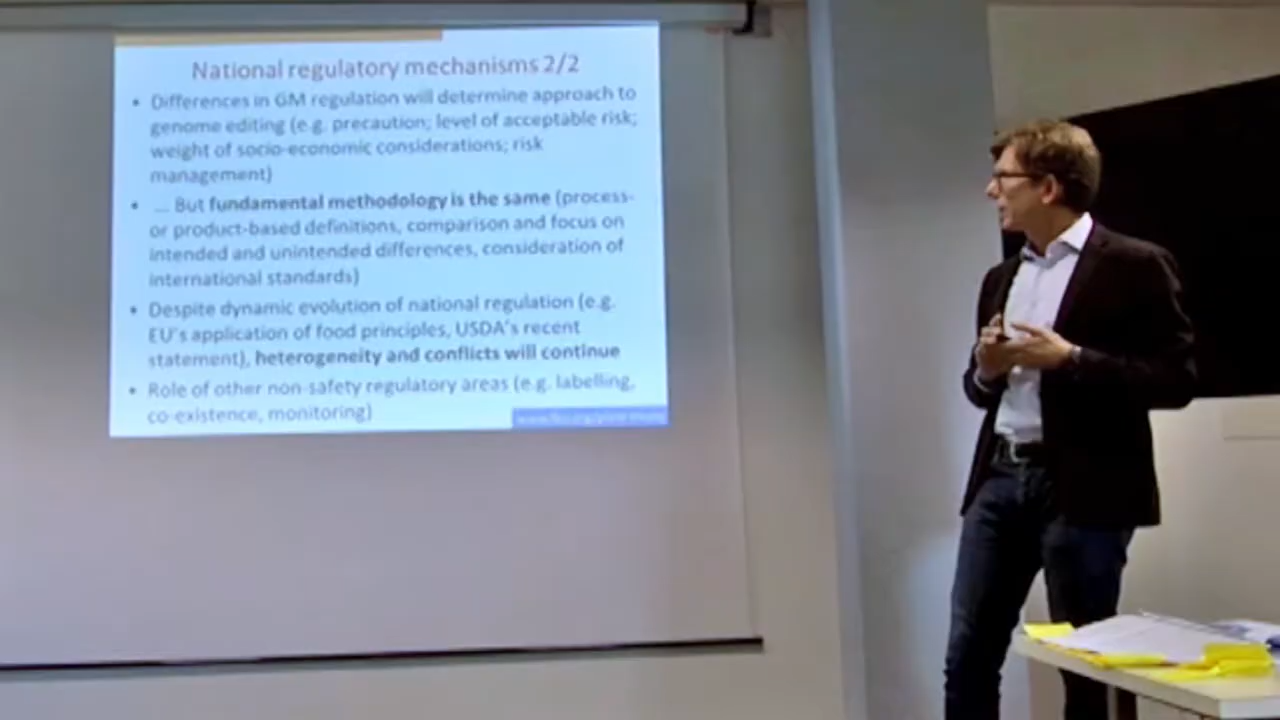 National regulatory mechanisms 2/2
• Differences in GM regulation will determine approach to
genome editing (e.g. precaution; level of acceptable risk;
weight of socio-economic considerations; risk
management)
• ... But fundamental methodology is the same (process-
or product-based definitions, comparison and focus on
intended and unintended differences, consideration of
international standards)
• Despite dynamic evolution of national regulation (e.g.
EU's application of food principles, USDA's recent
statement), heterogeneity and conflicts will continue
• Role of other non-safety regulatory areas (e.g. labelling,
co-existence, monitoring)